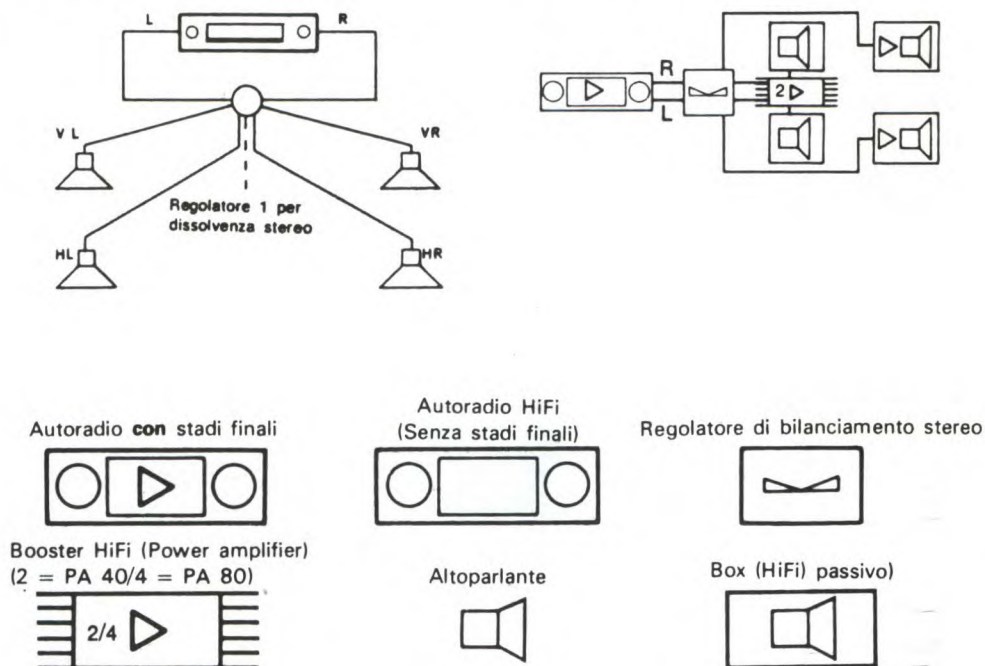 L R
V L VR
Regolatore 1 per
dissolvenza stereo
HL HR
R
L
2
Autoradio con stadi finali
Autoradio HiFi
(Senza stadi finali)
Regolatore di bilanciamento stereo
Booster HiFi (Power amplifier)
(2 = PA 40/4 = PA 80)
2/4
Altoparlante
Box (HiFi) passivo)